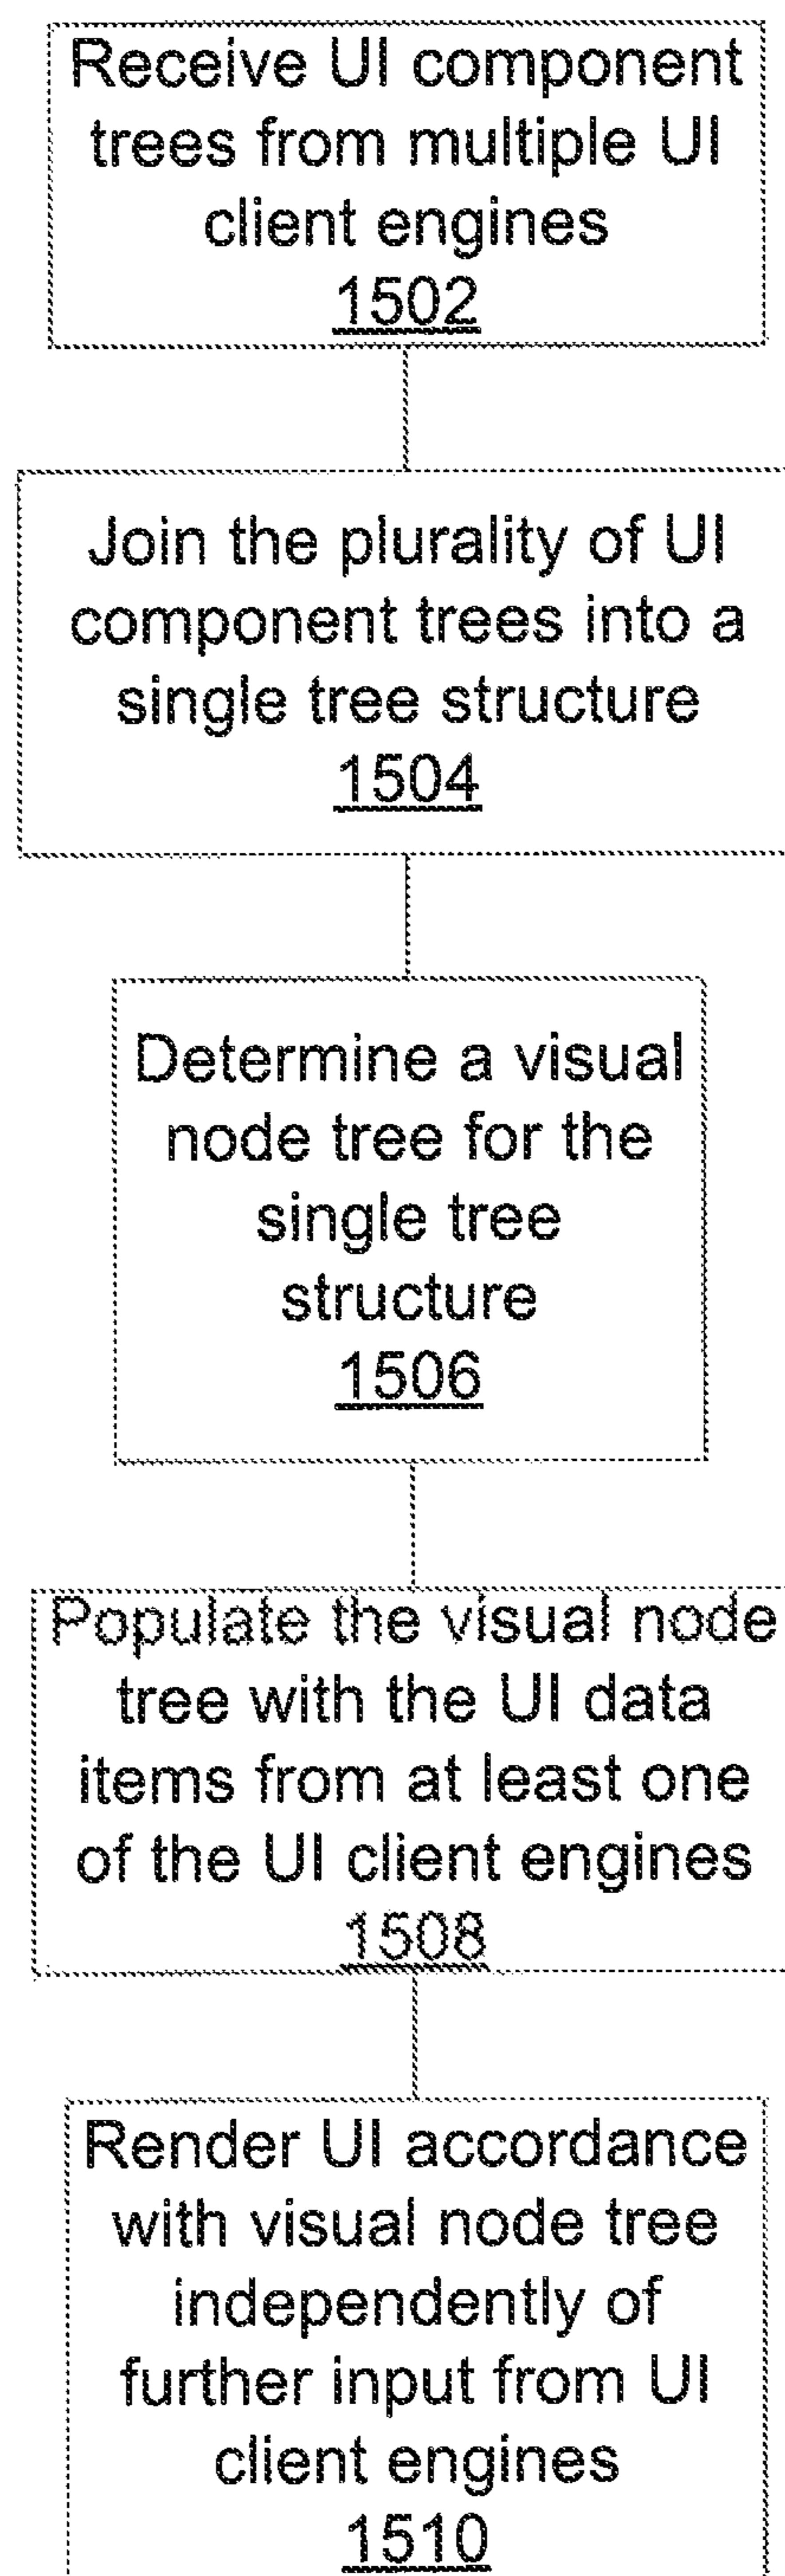 Receive UI component
trees from multiple UI
client engines
1502
Join the plurality of UI
component trees into a
single tree structure
1504
Determine a visual
node tree for the
single tree
structure
1506
Populate the visual node
tree with the UI data
items from at least one
of the UI client engines
1508
Render UI accordance
with visual node tree
independently of
further input from UI
client engines
1510